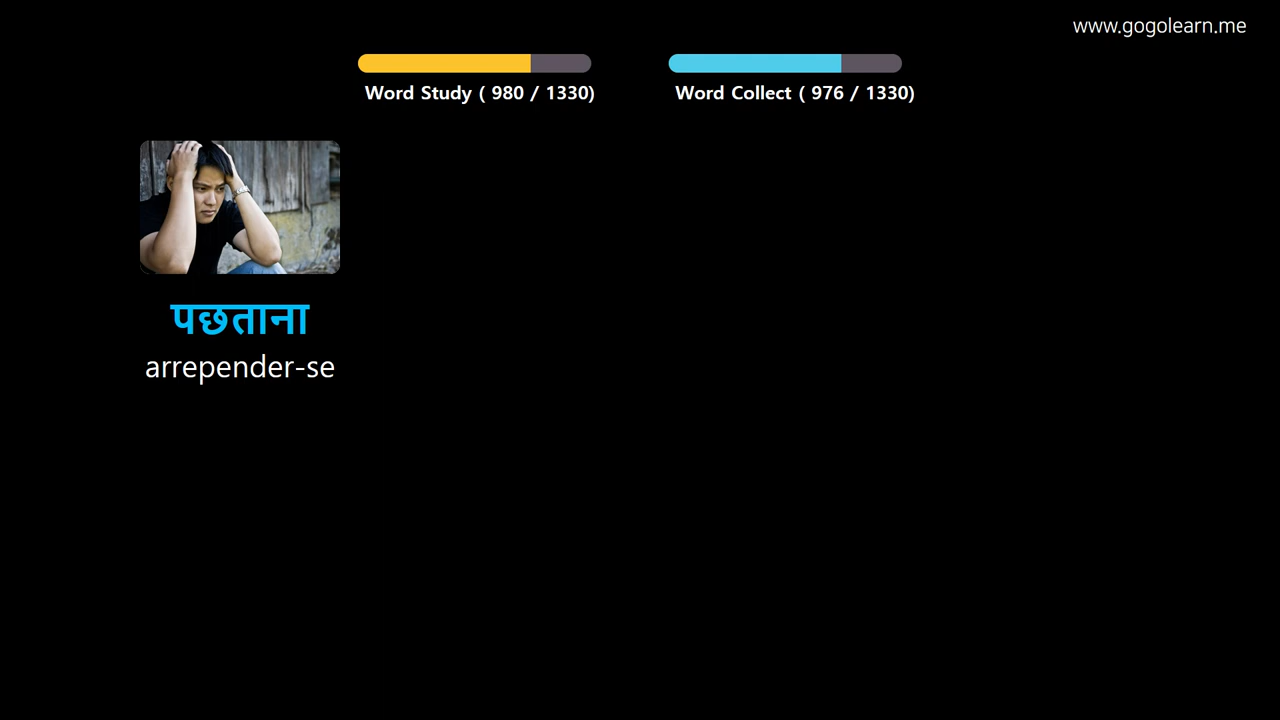 www.gogolearn.me
Word Study ( 980 / 1330)
Word Collect ( 976 / 1330)
पछताना
arrepender-se